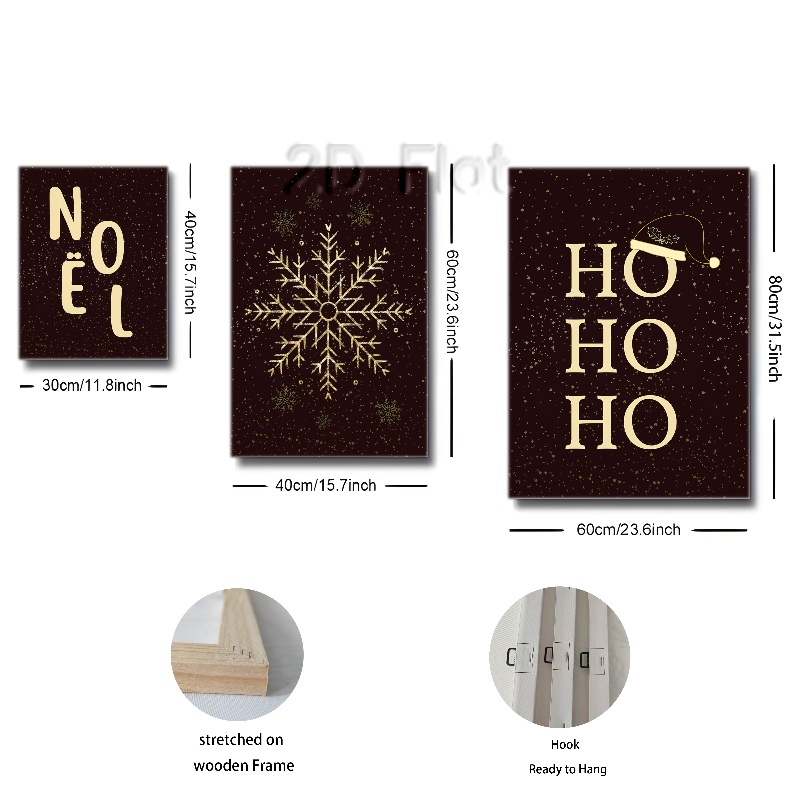 2D Flat
N
O
Ë
L
40cm/15.7inch
30cm/11.8inch
60cm/23.6inch
40cm/15.7inch
HO
HO
HO
80cm/31.5inch
60cm/23.6inch
stretched on
wooden Frame
Hook
Ready to Hang